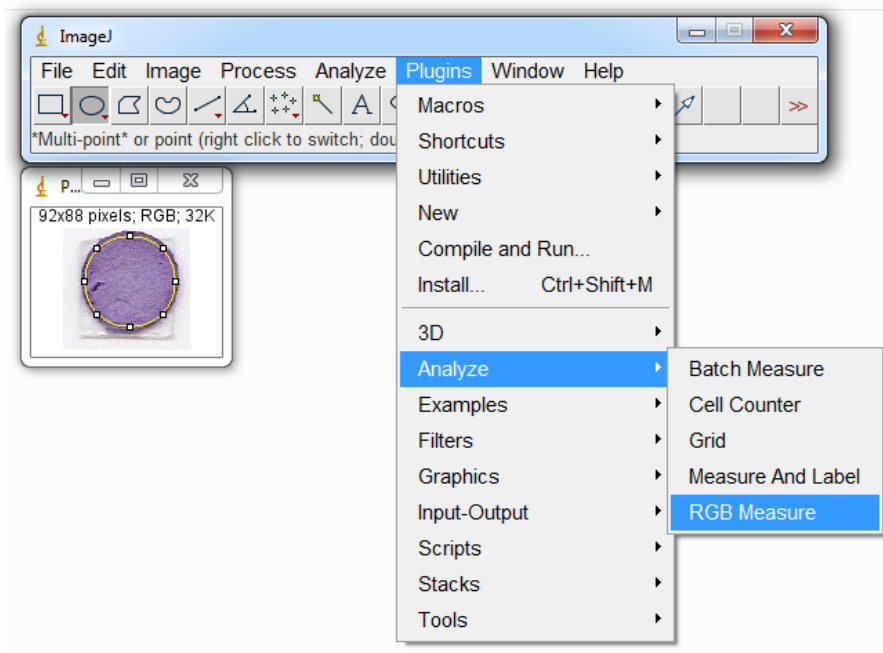 ImageJ
File Edit Image Process Analyze Plugins Window Help
A
>>
*Multi-point* or point (right click to switch; dou
P...
92x88 pixels; RGB; 32K
Macros
Shortcuts
Utilities
New
Compile and Run...
Install... Ctrl+Shift+M
3D
Analyze
Examples
Filters
Graphics
Input-Output
Scripts
Stacks
Tools
Batch Measure
Cell Counter
Grid
Measure And Label
RGB Measure